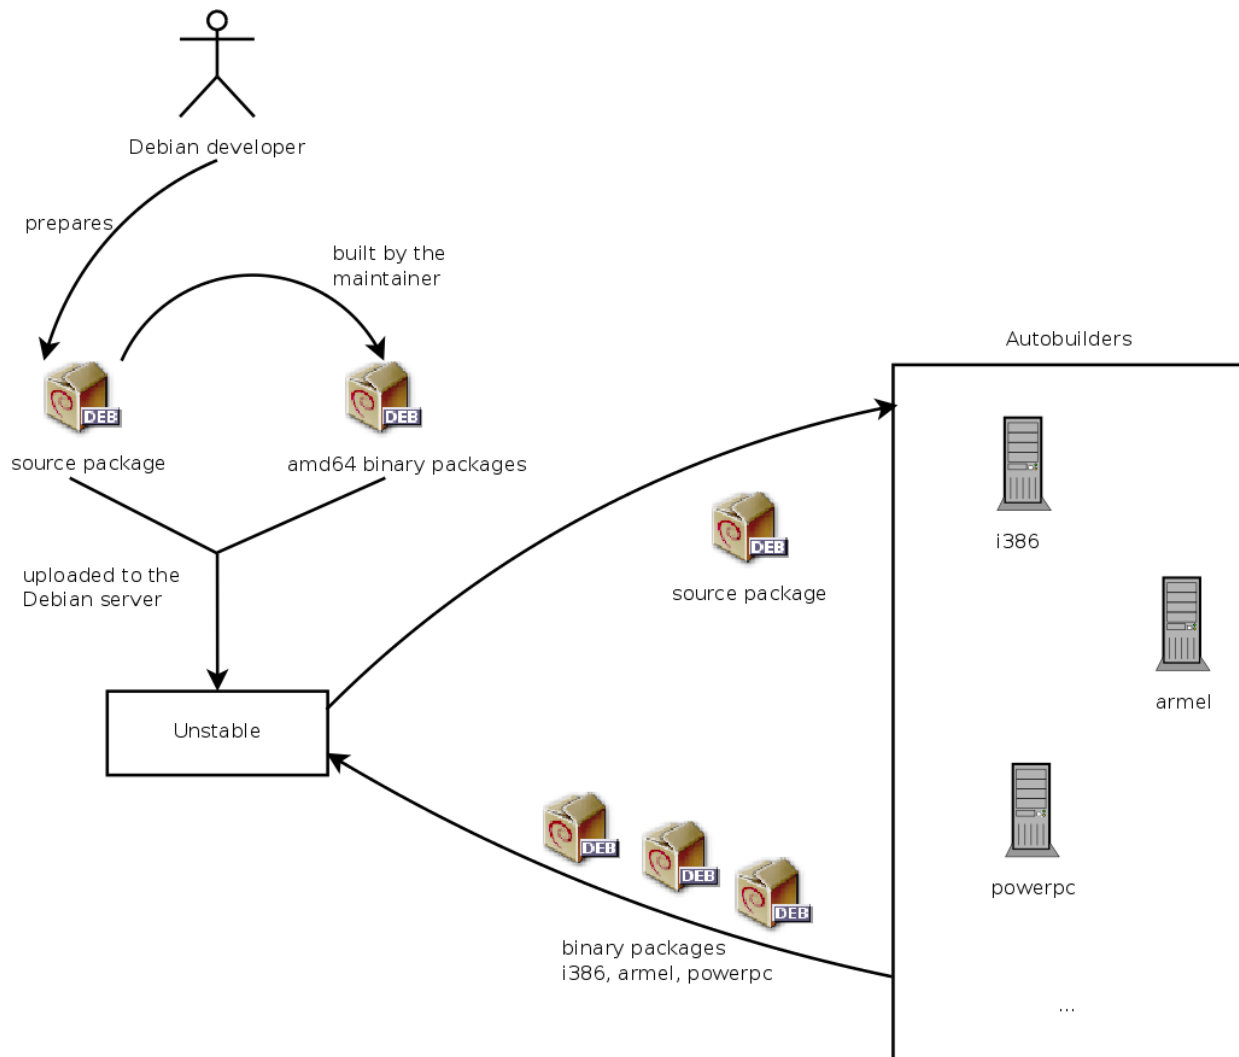 Debian developer
prepares
built by the
maintainer
DEB
DEB
source package
amd64 binary packages
uploaded to the
Debian server
Unstable
Autobuilders
DEB
source package
i386
armel
powerpc
...
DEB
DEB
DEB
binary packages
i386, armel, powerpc